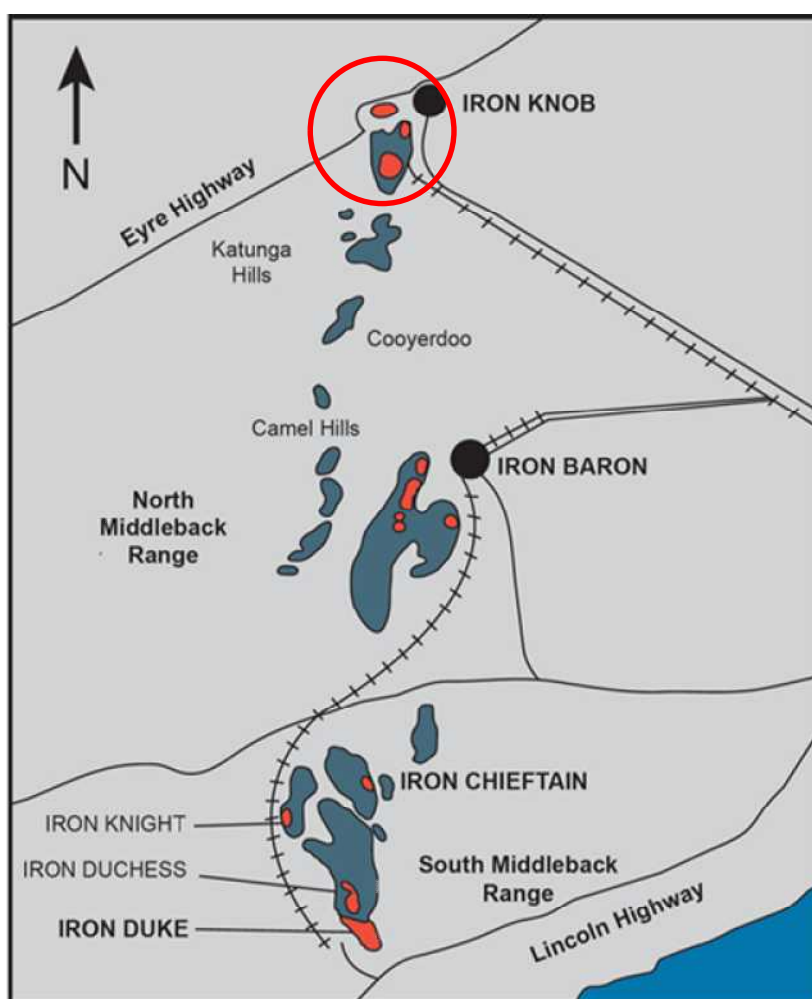 IRON KNOB
N
Eyre Highway
Katunga
Hills
Cooyerdoo
Camel Hills
IRON BARON
North
Middleback
Range
IRON CHIEFTAIN
IRON KNIGHT
IRON DUCHESS
South Middleback
Range
IRON DUKE
Lincoln Highway